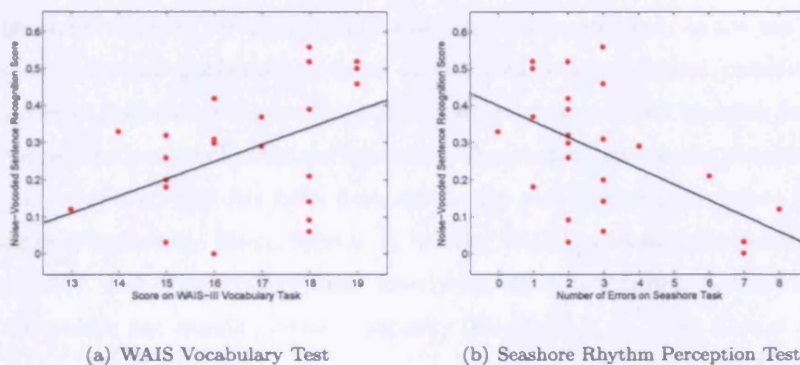 Noise-Vocoded Sentence Recognition Score
0.6
0.5
0.4
0.3
0.2
0.1
0
13 14 15 16 17 18 19
Score on WAIS-III Vocabulary Task
(a) WAIS Vocabulary Test
Noise-Vocoded Sentence Recognition Score
0.6
0.5
0.4
0.3
0.2
0.1
0
0 1 2 3 4 5 6 7 8
Number of Errors on Seashore Task
(b) Seashore Rhythm Perception Test